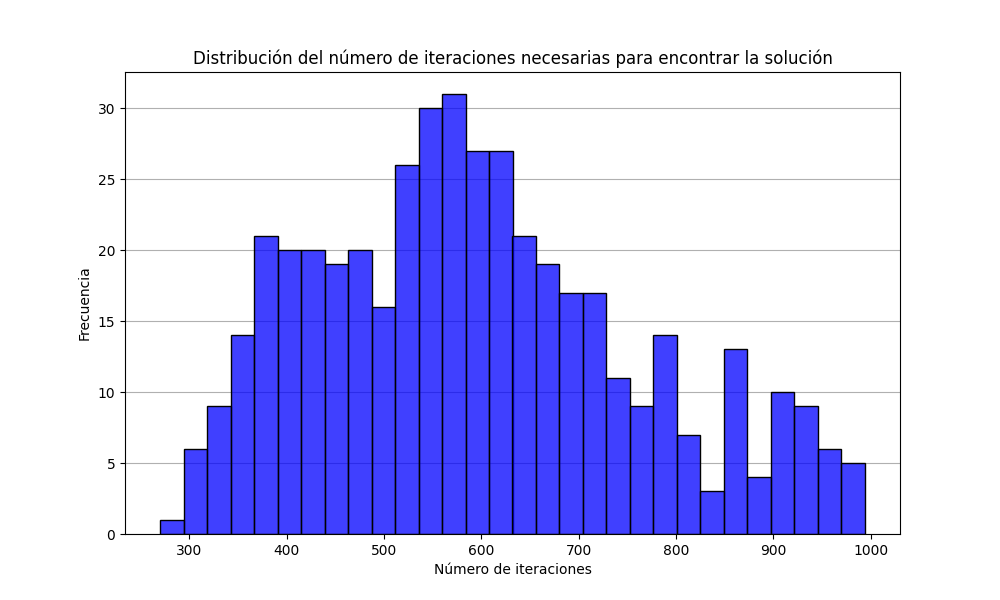 Distribución del número de iteraciones necesarias para encontrar la solución
30
25
20
15
10
5
0
Frecuencia
300 400 500 600 700 800 900 1000
Número de iteraciones